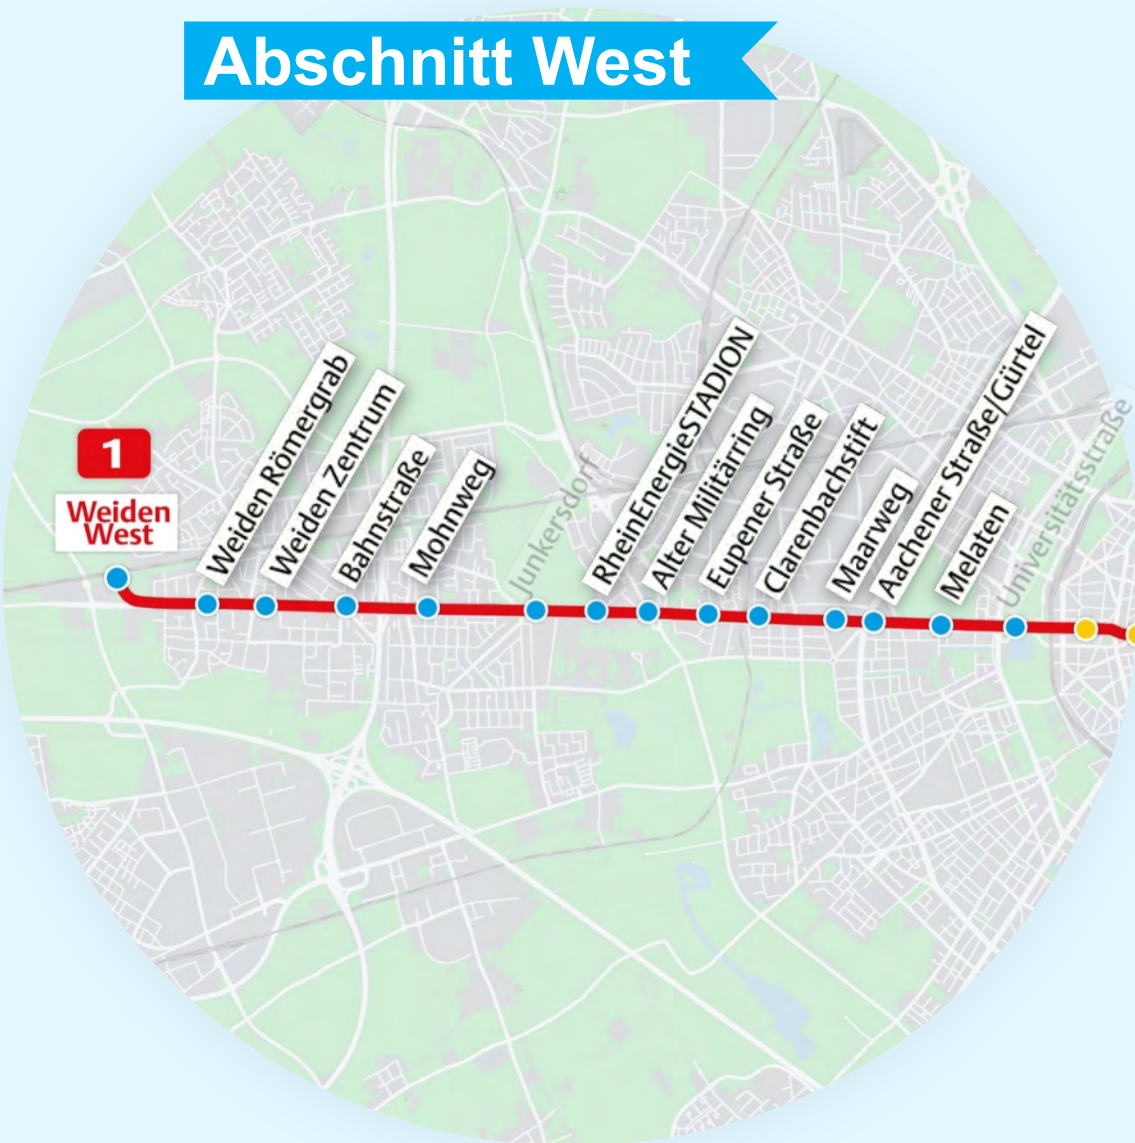 Abschnitt West
1
Weiden
West
Weiden Römergrab
Weiden Zentrum
Bahnstraße
Mohnweg
Junkersdorf
RheinEnergieSTADION
Alter Militärring
Eupener Straße
Clarenbachstift
Maarweg
Aachener Straße/Gürtel
Melaten
Universitätsstraße